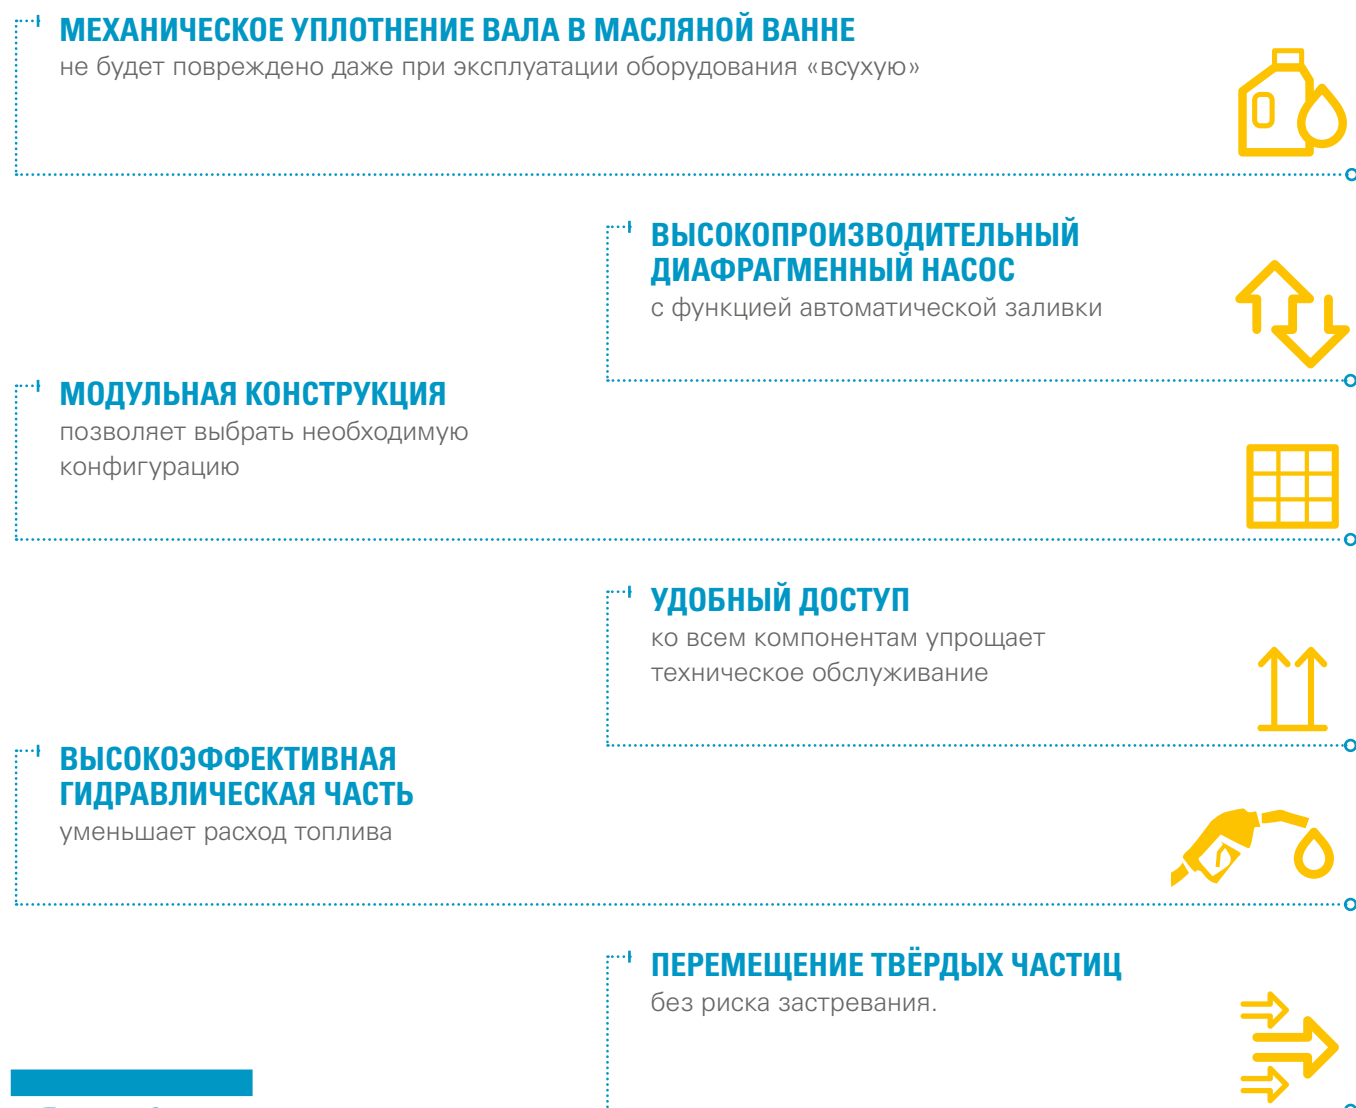 МЕХАНИЧЕСКОЕ УПЛОТНЕНИЕ ВАЛА В МАСЛЯНОЙ ВАННЕ
не будет повреждено даже при эксплуатации оборудования «всухую»
ВЫСОКОПРОИЗВОДИТЕЛЬНЫЙ
ДИАФРАГМЕННЫЙ НАСОС
с функцией автоматической заливки
МОДУЛЬНАЯ КОНСТРУКЦИЯ
позволяет выбрать необходимую
конфигурацию
УДОБНЫЙ ДОСТУП
ко всем компонентам упрощает
техническое обслуживание
ВЫСОКОЭФФЕКТИВНАЯ
ГИДРАВЛИЧЕСКАЯ ЧАСТЬ
уменьшает расход топлива
ПЕРЕМЕЩЕНИЕ ТВЁРДЫХ ЧАСТИЦ
без риска застревания.